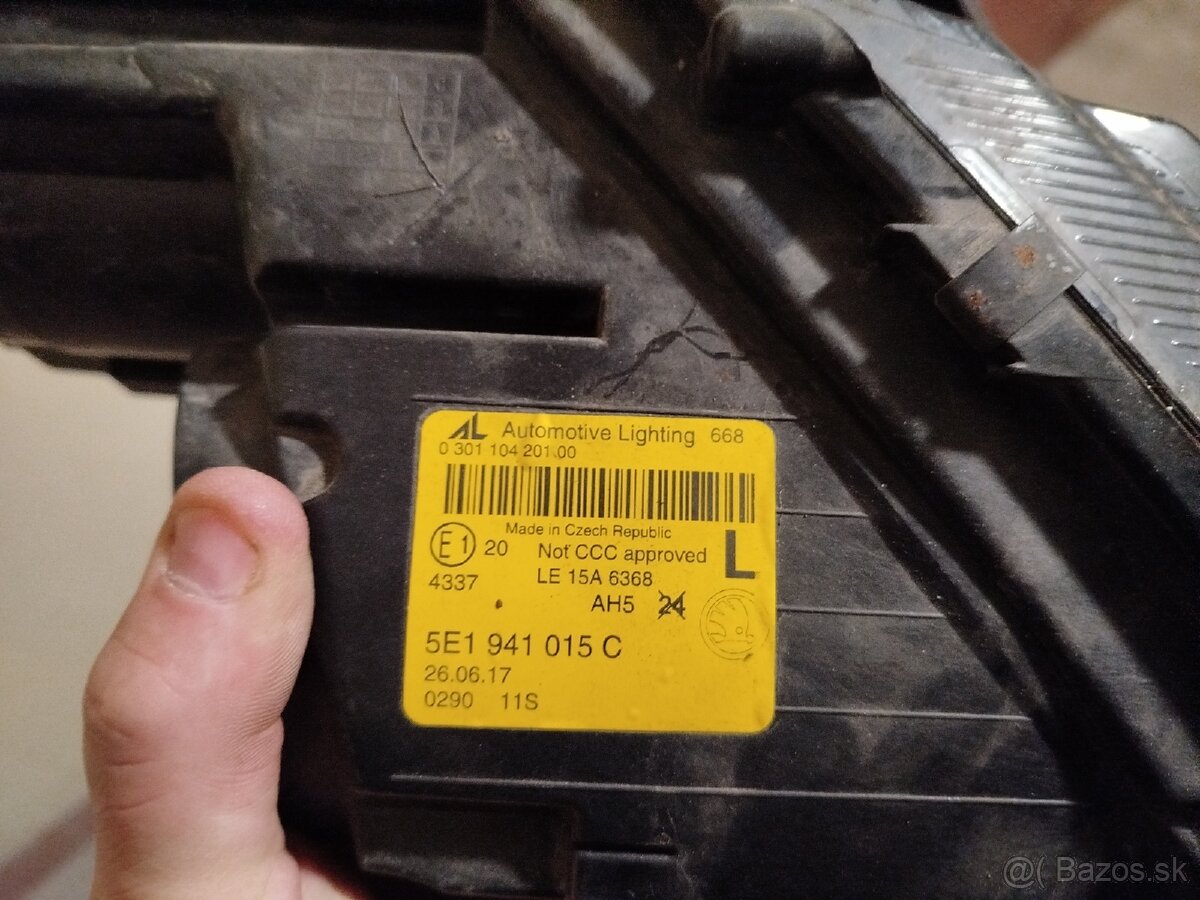 AL Automotive Lighting 668
0 301 104 201.00
Made in Czech Republic
E1 20 Not CCC approved L
4337 LE 15A 6368
AH5 24
5E1 941 015 C
26.06.17
0290 11S
@( Bazos.sk